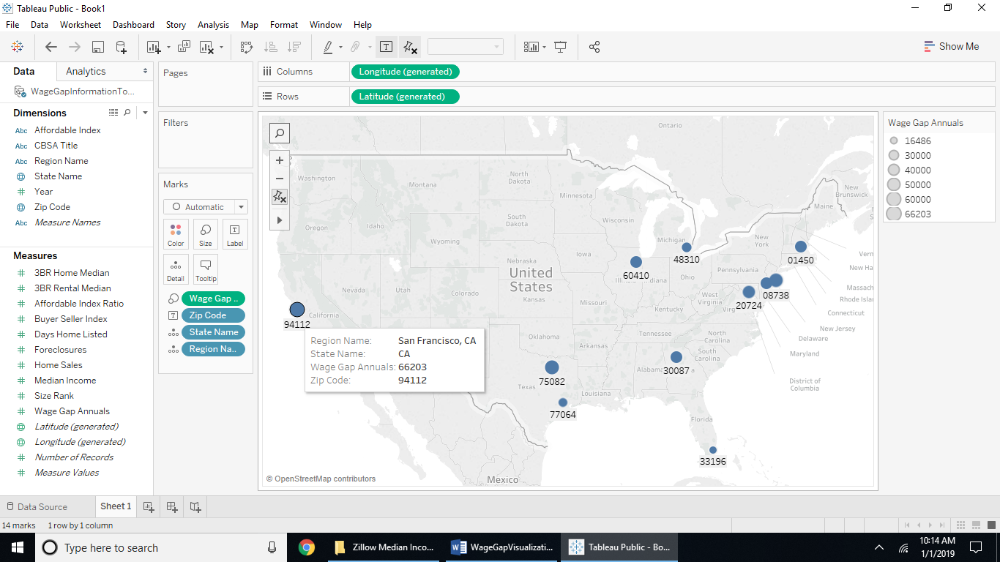 Tableau Public - Book1
File Data Worksheet Dashboard Story Analysis Map Format Window Help
Show Me
Data Analytics
WageGapInformationTo...
Dimensions
Abc Affordable Index
Abc CBSA Title
Abc Region Name
State Name
Year
Zip Code
Abc Measure Names
Measures
3BR Home Median
3BR Rental Median
Affordable Index Ratio
Buyer Seller Index
Days Home Listed
Foreclosures
Home Sales
Median Income
Size Rank
Wage Gap Annuals
Latitude (generated)
Longitude (generated)
Number of Records
Measure Values
Pages
Filters
Marks
Automatic
Color Size Label
Detail Tooltip
Wage Gap ..
Zip Code
State Name
Region Na..
Columns Longitude (generated)
Rows Latitude (generated)
Ontario
Washington
Montana
North
Dakota
Minnesota
New
Brunswick
Maine
Oregon
Idaho
South
Dakota
Wisconsin
Michigan
New
York
Wyoming
Iowa
Nebraska
United
States
Nevada
Utah
Colorado
Kansas
Missouri
Illinois
Indiana
Ohio
Pennsylvania
West
Virginia
Kentucky
California
Oklahoma
Arkansas
Tennessee
North
Carolina
South
Carolina
Texas
Louisiana
Florida
Mexico
Massach
Rhode Islan
Connecticut
New Jersey
Delaware
Maryland
District of
Columbia
48310
01450
60410
08738
20724
94112
30087
75082
77064
33196
Region Name: San Francisco, CA
State Name: CA
Wage Gap Annuals: 66203
Zip Code: 94112
© OpenStreetMap contributors
Wage Gap Annuals
16486
30000
40000
50000
60000
66203
Data Source Sheet 1
14 marks 1 row by 1 column
Type here to search
Zillow Median Inco...
WageGapVisualizati...
Tableau Public - Bo...
10:14 AM
1/1/2019